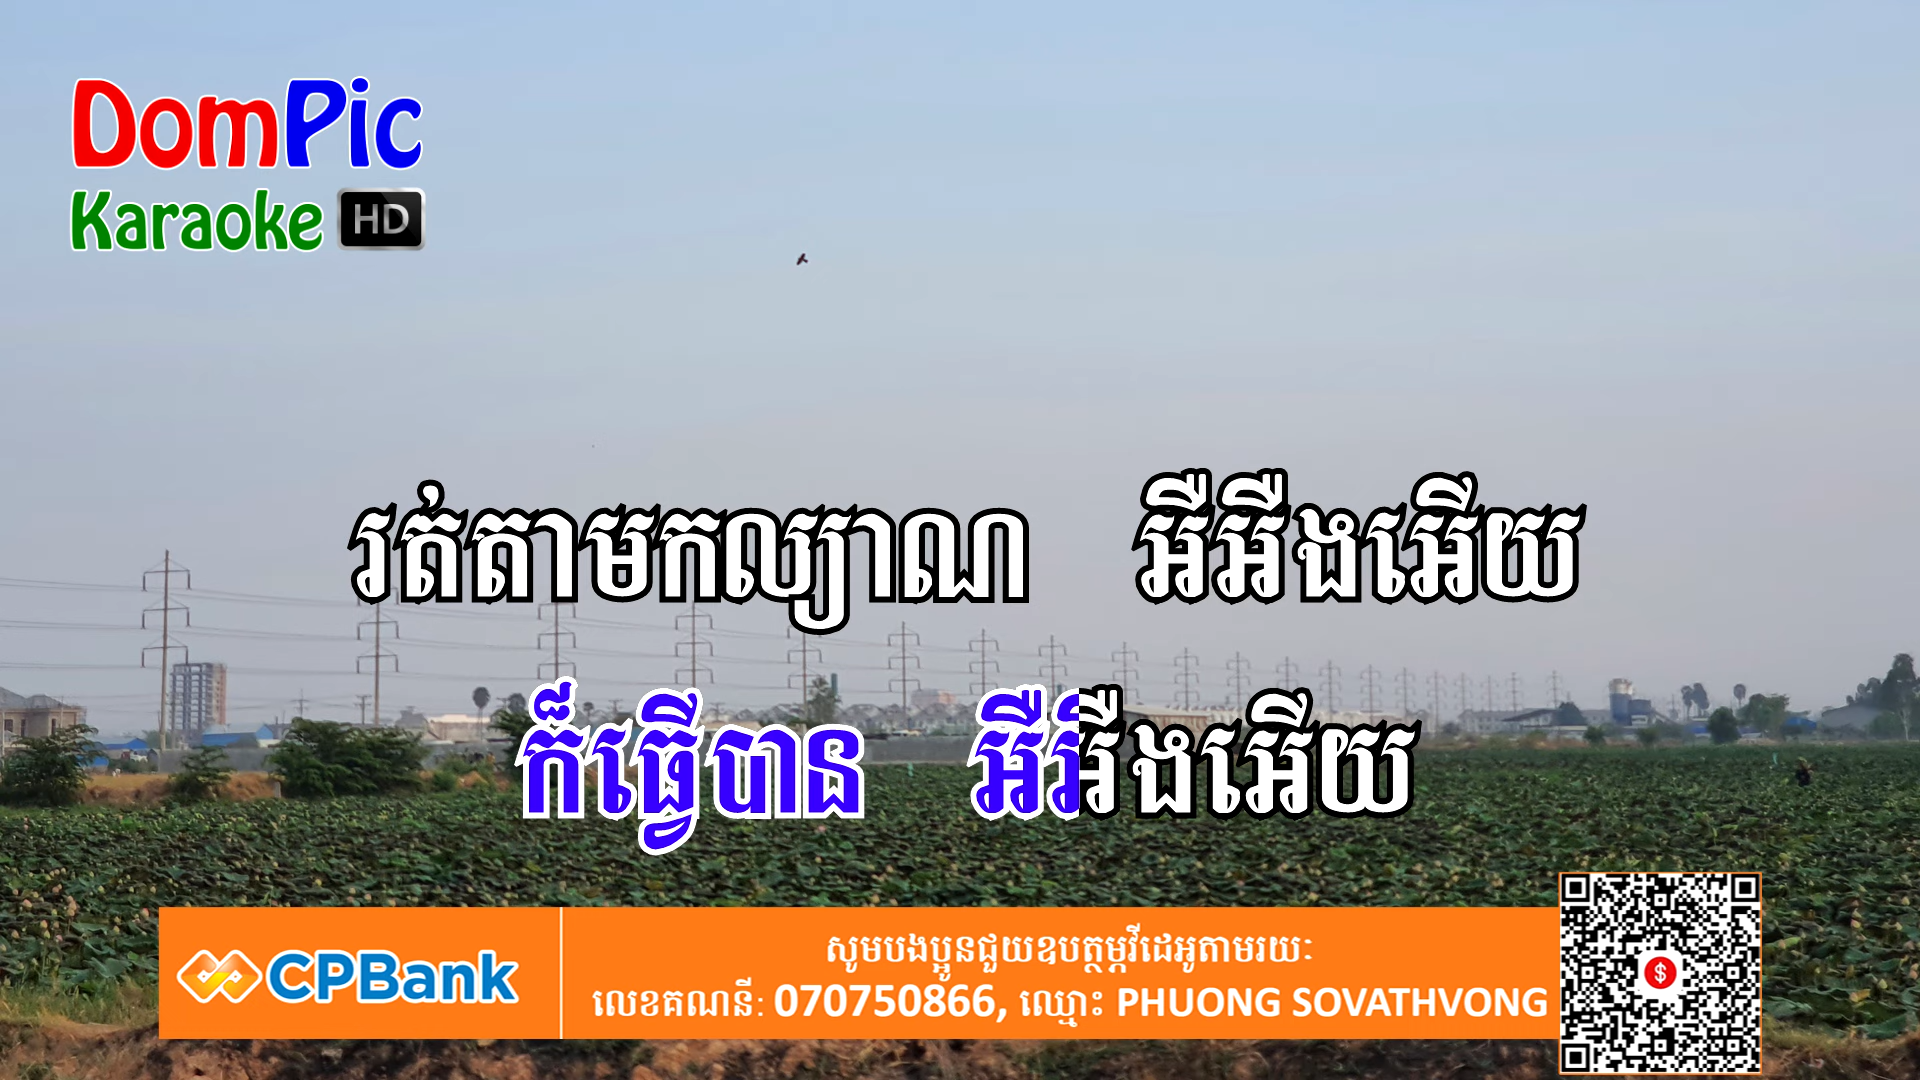 DomPic
Karaoke HD
រត់តាមកល្យាណ អឺអឺងអើយ
ក៏ធ្វើបាន អឺអឺងអើយ
CPBank
សូមបងប្អូនជួយឧបត្ថម្ភវីដេអូតាមរយៈ
លេខគណនី: 070750866, ឈ្មោះ PHUONG SOVATHVONG